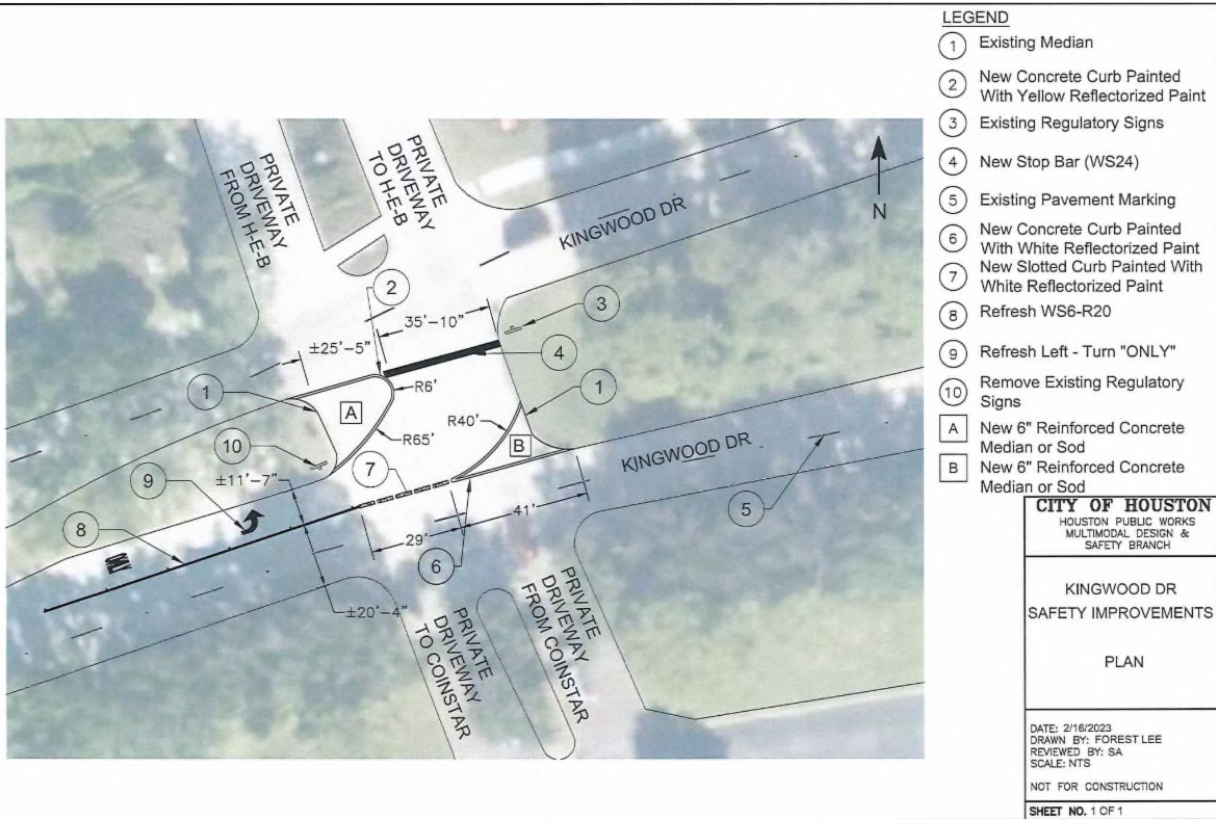 LEGEND
1 Existing Median
2 New Concrete Curb Painted
With Yellow Reflectorized Paint
3 Existing Regulatory Signs
4 New Stop Bar (WS24)
5 Existing Pavement Marking
6 New Concrete Curb Painted
With White Reflectorized Paint
7 New Slotted Curb Painted With
White Reflectorized Paint
8 Refresh WS6-R20
9 Refresh Left - Turn "ONLY"
10 Remove Existing Regulatory
Signs
A New 6" Reinforced Concrete
Median or Sod
B New 6" Reinforced Concrete
Median or Sod
PRIVATE
DRIVEWAY
FROM H-E-B
PRIVATE
DRIVEWAY
TO H-E-B
KINGWOOD DR
N
2
35'-10"
3
±25'-5"
4
1
R6'
1
A
R65'
R40'
B
KINGWOOD DR
10
±11'-7"
7
9
5
8
41'
29'
6
±20'-4"
PRIVATE
DRIVEWAY
TO COINSTAR
PRIVATE
DRIVEWAY
FROM COINSTAR
CITY OF HOUSTON
HOUSTON PUBLIC WORKS
MULTIMODAL DESIGN &
SAFETY BRANCH
KINGWOOD DR
SAFETY IMPROVEMENTS
PLAN
DATE: 2/16/2023
DRAWN BY: FOREST LEE
REVIEWED BY: SA
SCALE: NTS
NOT FOR CONSTRUCTION
SHEET NO. 1 OF 1